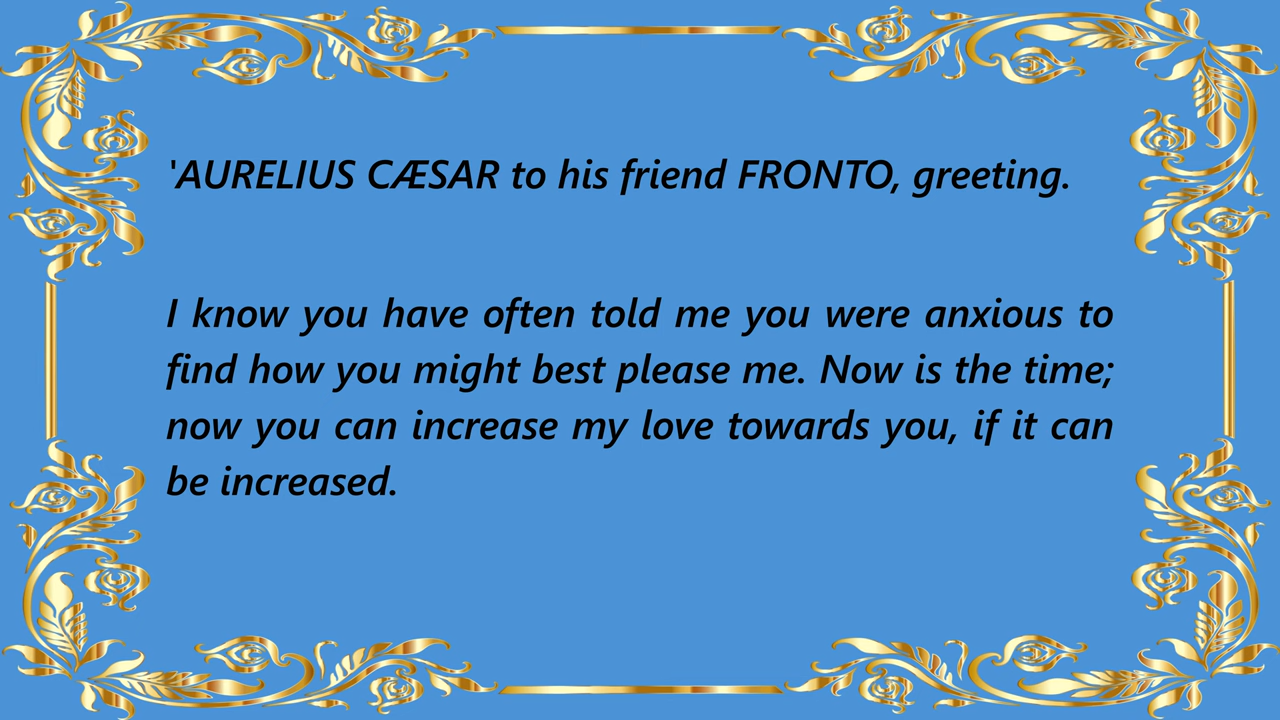 'AURELIUS CÆSAR to his friend FRONTO, greeting.
I know you have often told me you were anxious to
find how you might best please me. Now is the time;
now you can increase my love towards you, if it can
be increased.